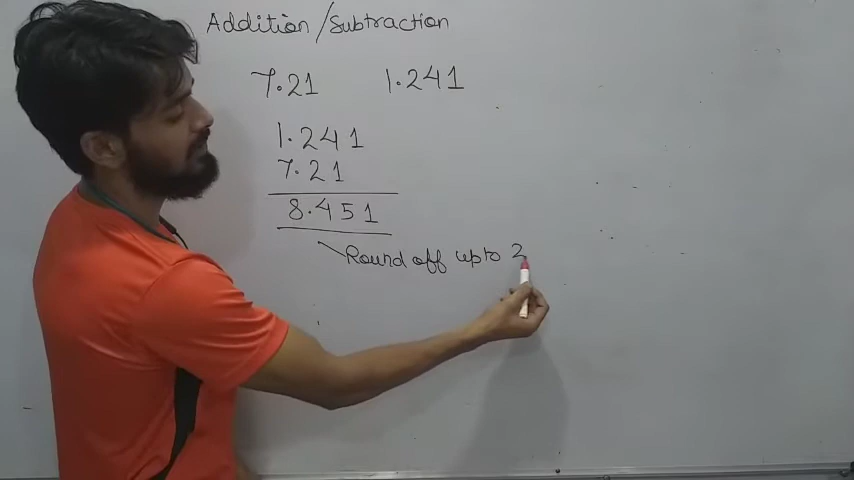 Addition/Subtraction
7.21 1.241
1.241
7.21
8.451
Round off upto 2